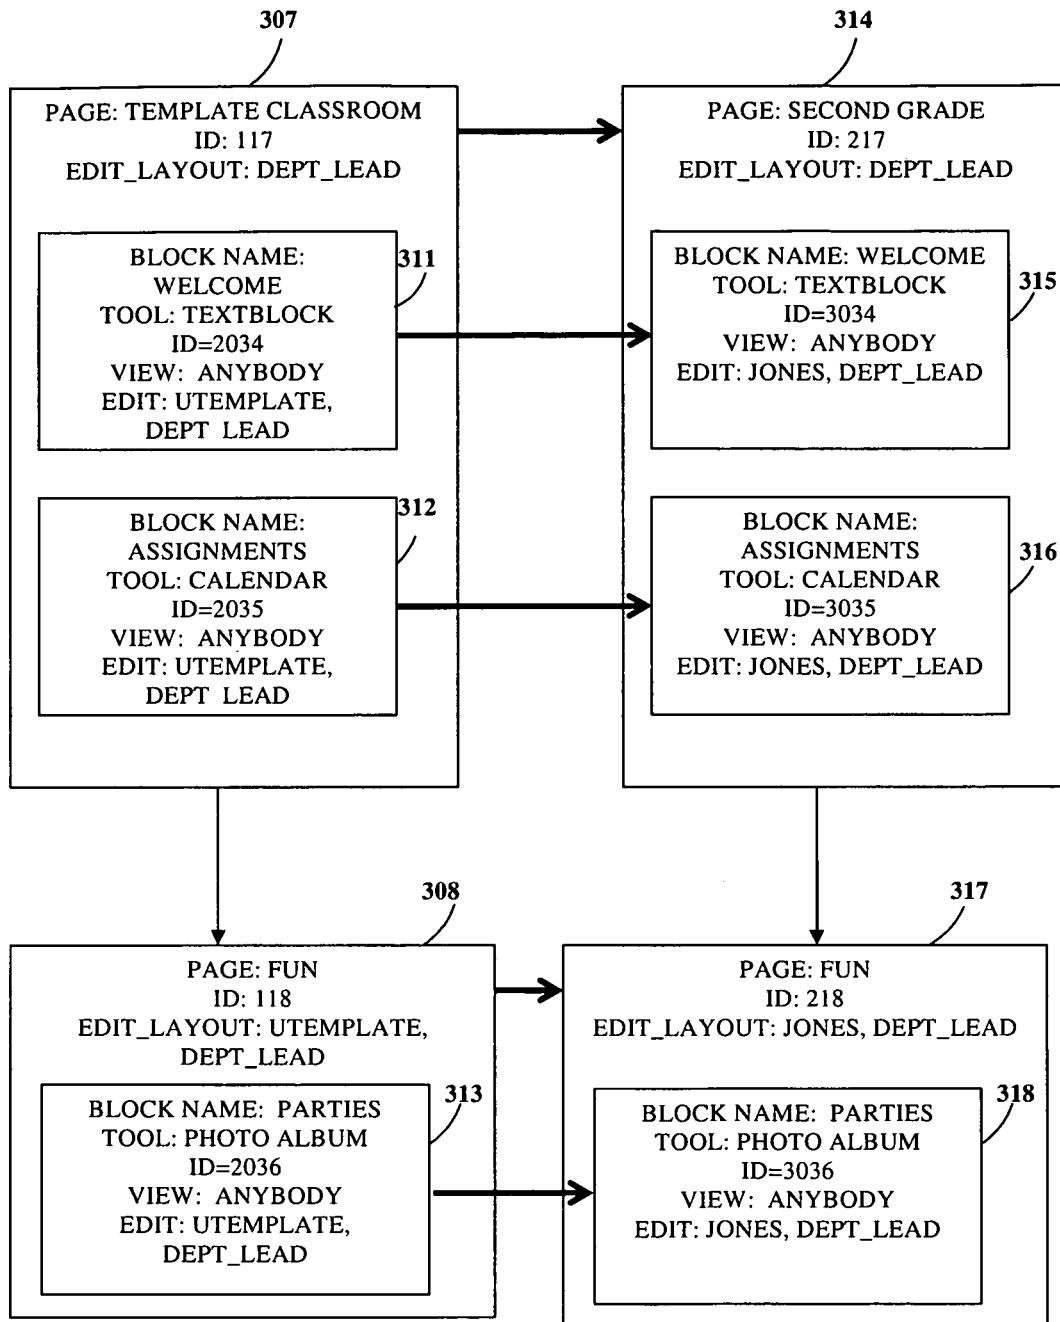 307
314
PAGE: TEMPLATE CLASSROOM
ID: 117
EDIT_LAYOUT: DEPT_LEAD
BLOCK NAME:
WELCOME
TOOL: TEXTBLOCK
ID=2034
VIEW: ANYBODY
EDIT: UTEMPLATE,
DEPT LEAD
311
BLOCK NAME:
ASSIGNMENTS
TOOL: CALENDAR
ID=2035
VIEW: ANYBODY
EDIT: UTEMPLATE,
DEPT LEAD
312
PAGE: SECOND GRADE
ID: 217
EDIT_LAYOUT: DEPT_LEAD
BLOCK NAME: WELCOME
TOOL: TEXTBLOCK
ID=3034
VIEW: ANYBODY
EDIT: JONES, DEPT_LEAD
315
BLOCK NAME:
ASSIGNMENTS
TOOL: CALENDAR
ID=3035
VIEW: ANYBODY
EDIT: JONES, DEPT_LEAD
316
308
317
PAGE: FUN
ID: 118
EDIT_LAYOUT: UTEMPLATE,
DEPT_LEAD
BLOCK NAME: PARTIES
TOOL: PHOTO ALBUM
ID=2036
VIEW: ANYBODY
EDIT: UTEMPLATE,
DEPT_LEAD
313
PAGE: FUN
ID: 218
EDIT_LAYOUT: JONES, DEPT_LEAD
BLOCK NAME: PARTIES
TOOL: PHOTO ALBUM
ID=3036
VIEW: ANYBODY
EDIT: JONES, DEPT_LEAD
318